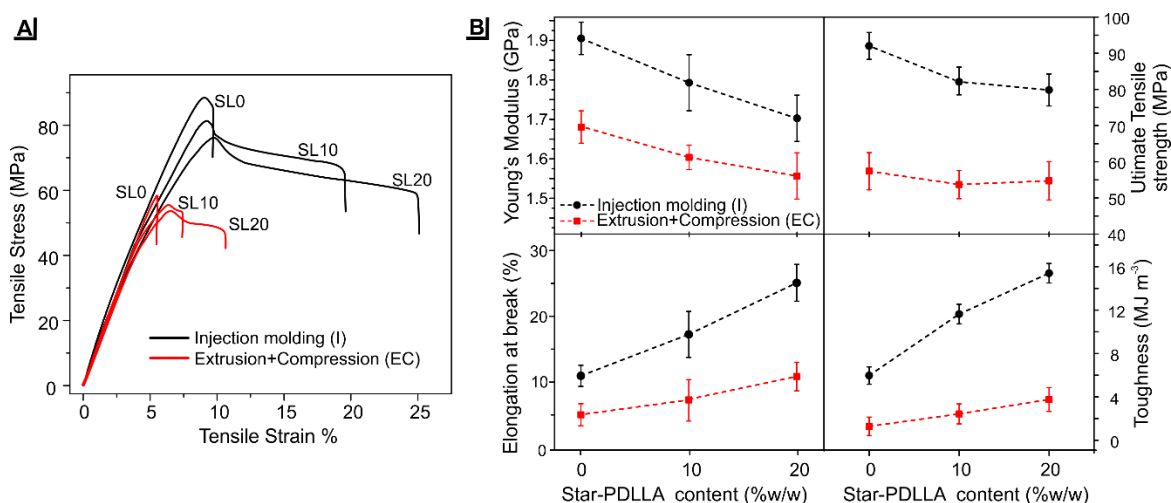 A)
Tensile Stress (MPa)
80
60
40
20
0
SL0
SL10
SL20
SL0
SL10
SL20
Injection molding (I)
Extrusion+Compression (EC)
0
5
10
15
20
25
Tensile Strain %
B)
Young's Modulus (GPa)
1.9
1.8
1.7
1.6
1.5
Injection molding (I)
Extrusion+Compression (EC)
100
90
80
70
60
50
40
Utimate Tensile
strength (MPa)
Elongation at break (%)
30
20
10
0
16
12
8
4
0
Toughness (MJ m⁻³)
0
10
20
0
10
20
Star-PDLLA content (%w/w)
Star-PDLLA content (%w/w)